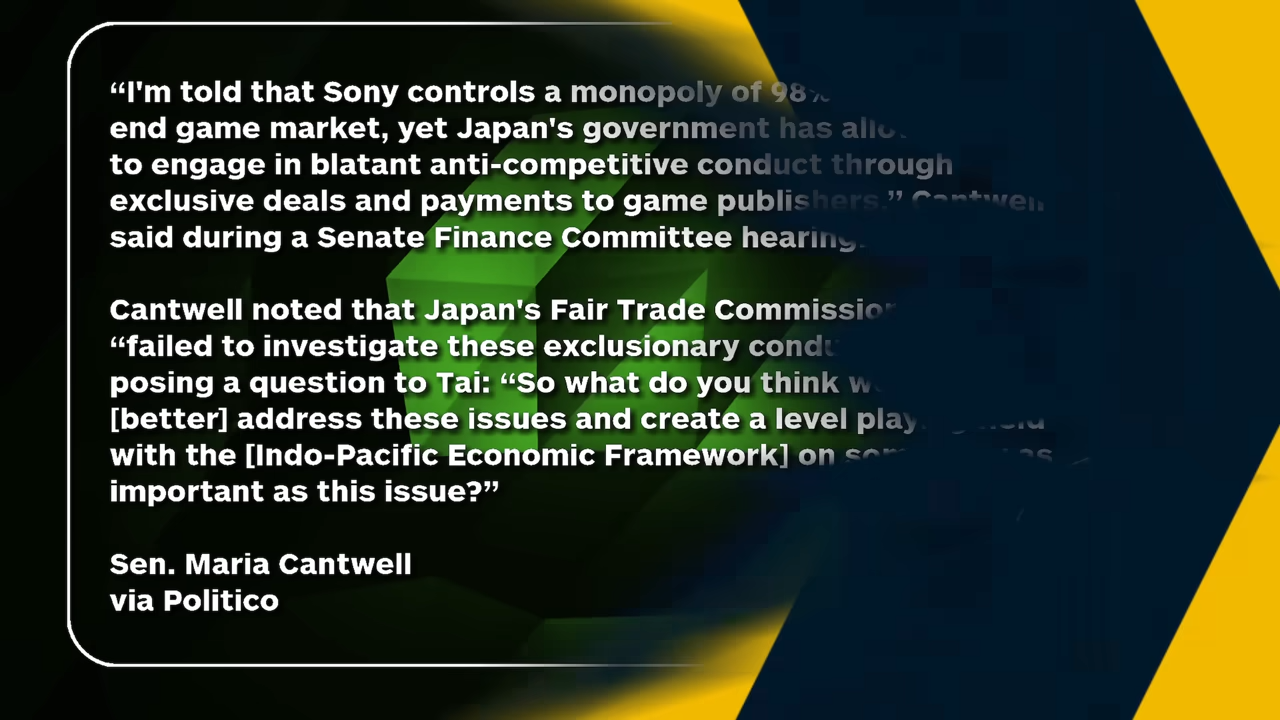 “I'm told that Sony controls a monopoly of 98%
end game market, yet Japan's government has
to engage in blatant anti-competitive conduct through
exclusive deals and payments to game publishers.” Cantwell
said during a Senate Finance Committee hearing.
Cantwell noted that Japan's Fair Trade Commission
“failed to investigate these exclusionary
posing a question to Tai: “So what do you think
[better] address these issues and create a level
with the [Indo-Pacific Economic Framework] on as
important as this issue?”
Sen. Maria Cantwell
via Politico